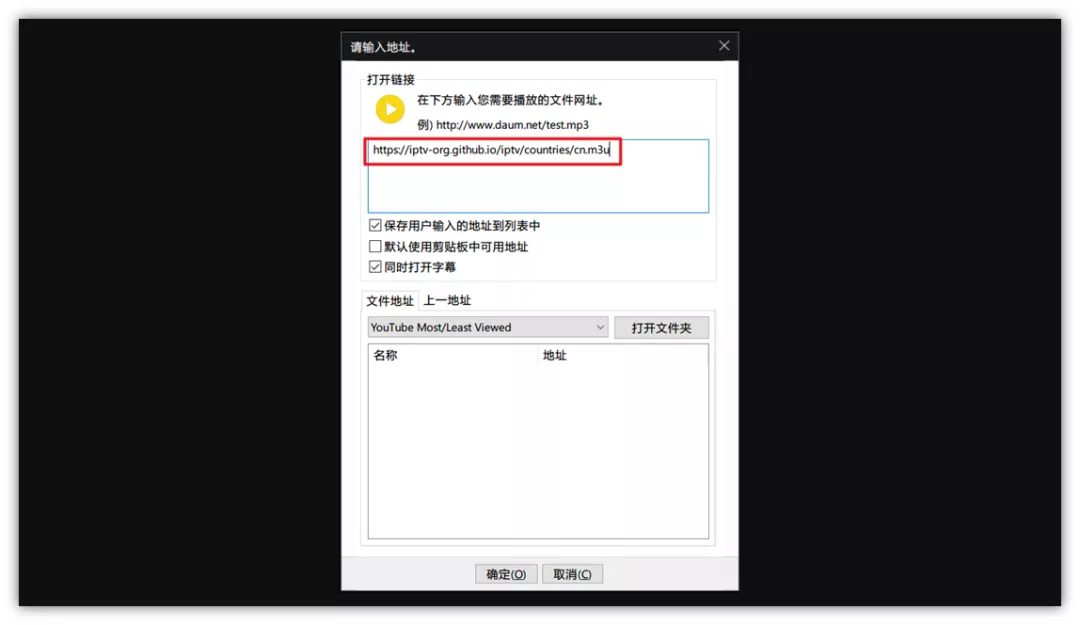 请输入地址。
打开链接
在下方输入您需要播放的文件网址。
例) http://www.daum.net/test.mp3
https://iptv-org.github.io/iptv/countries/cn.m3u
保存用户输入的地址到列表中
默认使用剪贴板中可用地址
同时打开字幕
文件地址 上一地址
YouTube Most/Least Viewed 打开文件夹
名称 地址
确定(O) 取消(C)